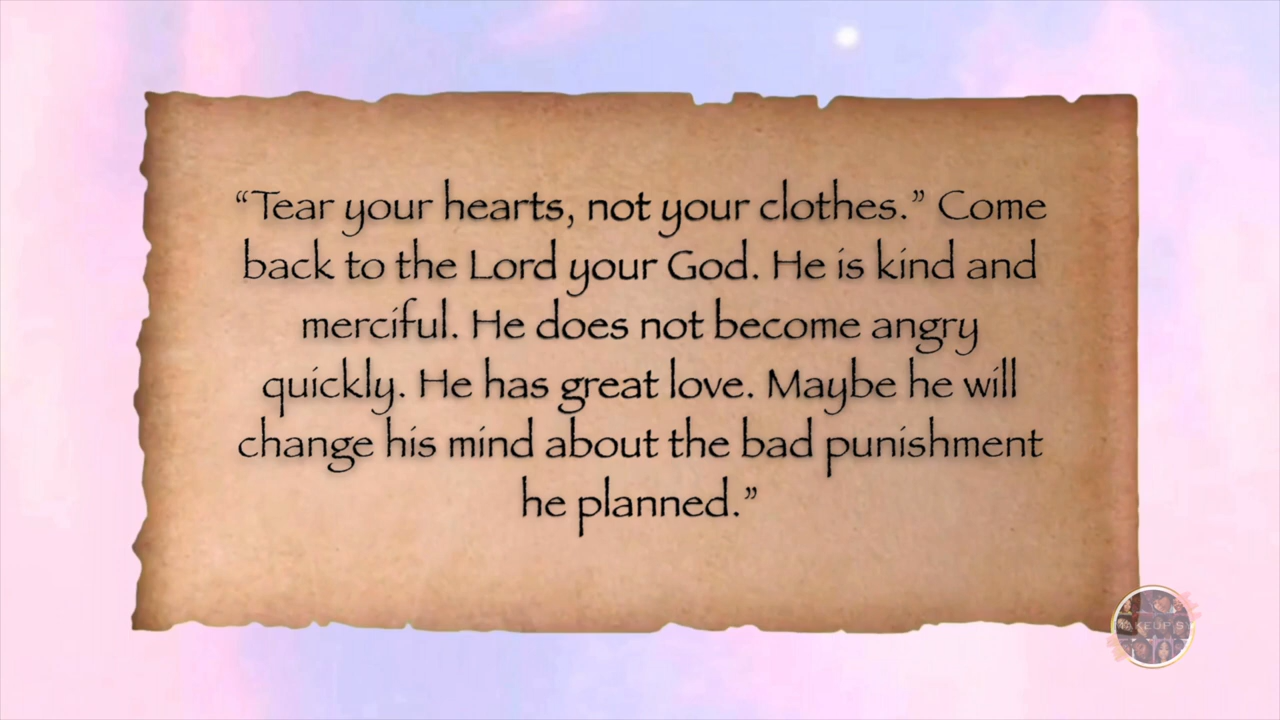 “Tear your hearts, not your clothes.” Come
back to the Lord your God. He is kind and
merciful. He does not become angry
quickly. He has great love. Maybe he will
change his mind about the bad punishment
he planned.”